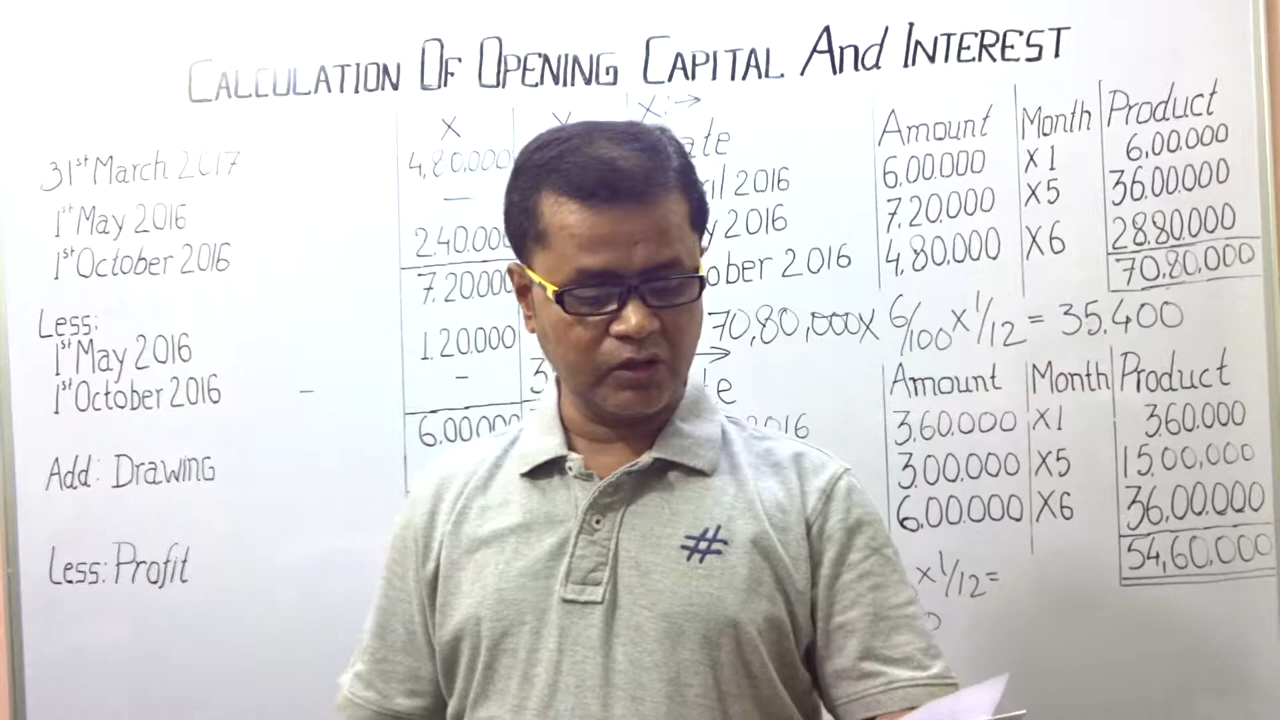 CALCULATION OF OPENING CAPITAL And INTEREST
X X:→
Amount Month Product
31st March 2017 4,80,000 6,00.000 X1 6,00.000
1st May 2016 — 2016 7.20.000 X5 36.00.000
1st October 2016 2.40.00 2016 4,80.000 X6 28.80.000
7.20.000 2016 70.80,000
Less:
1st May 2016 1.20.000 70,80,000X 6/100 X 1/12 = 35.400
1st October 2016 — - 3 → Amount Month Product
6.00.000 2016 3.60.000 X1 3.60.000
Add: Drawing 3.00.000 X5 15.00,000
6.00.000 X6 36,00.000
54,60.000
Less: Profit X 1/12=
#